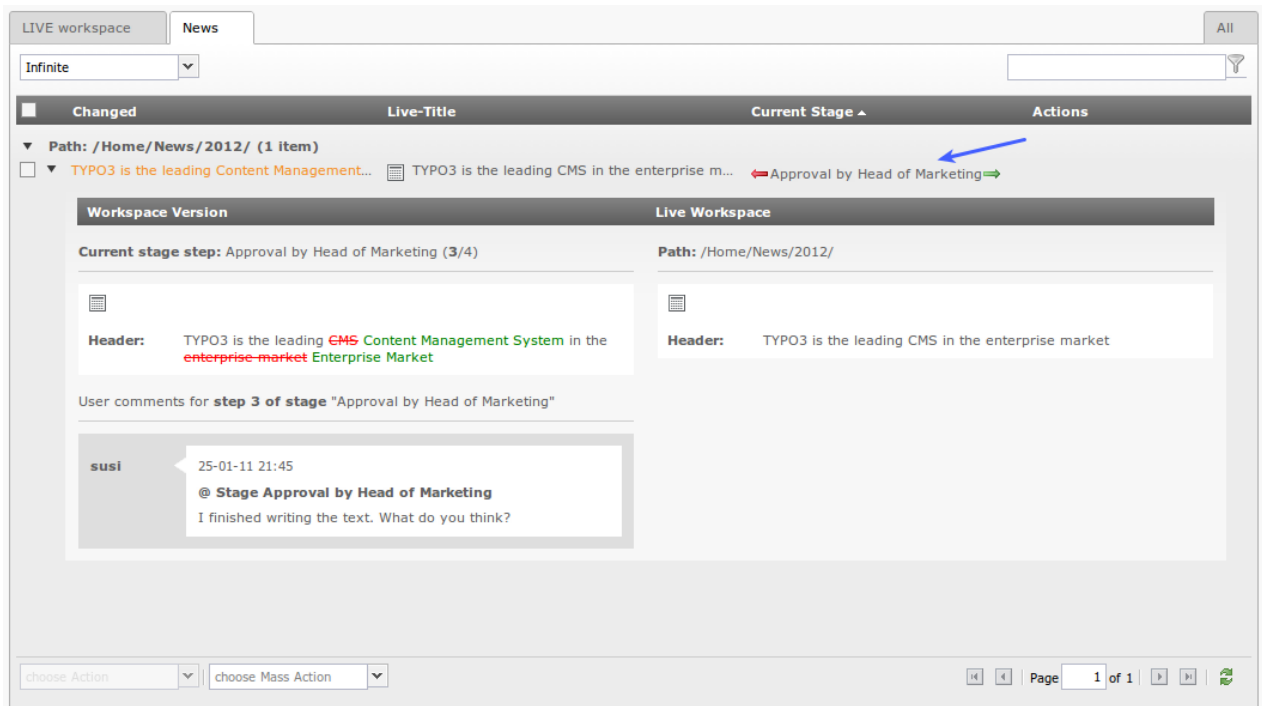 LIVE workspace News All
Infinite
Changed Live-Title Current Stage Actions
Path: /Home/News/2012/ (1 item)
TYPO3 is the leading Content Management... TYPO3 is the leading CMS in the enterprise m... Approval by Head of Marketing
Workspace Version Live Workspace
Current stage step: Approval by Head of Marketing (3/4) Path: /Home/News/2012/
Header: TYPO3 is the leading CMS Content Management System in the Header: TYPO3 is the leading CMS in the enterprise market
enterprise market Enterprise Market
User comments for step 3 of stage "Approval by Head of Marketing"
susi 25-01-11 21:45
@ Stage Approval by Head of Marketing
I finished writing the text. What do you think?
choose Action choose Mass Action Page 1 of 1